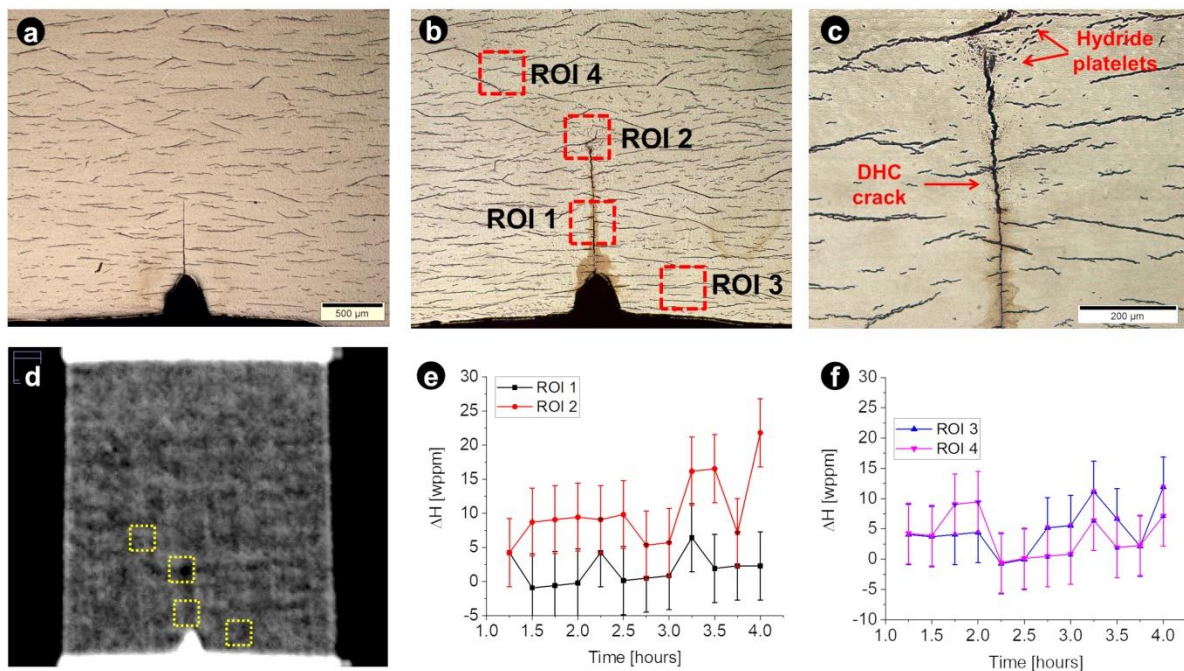 a
500 µm
b
ROI 4
ROI 2
ROI 1
ROI 3
c
Hydride
platelets
DHC
crack
200 µm
d
e
30
25
20
15
10
5
0
-5
ΔH [wppm]
ROI 1
ROI 2
1.0 1.5 2.0 2.5 3.0 3.5 4.0
Time [hours]
f
30
25
20
15
10
5
0
-5
-10
ΔH [wppm]
ROI 3
ROI 4
1.0 1.5 2.0 2.5 3.0 3.5 4.0
Time [hours]